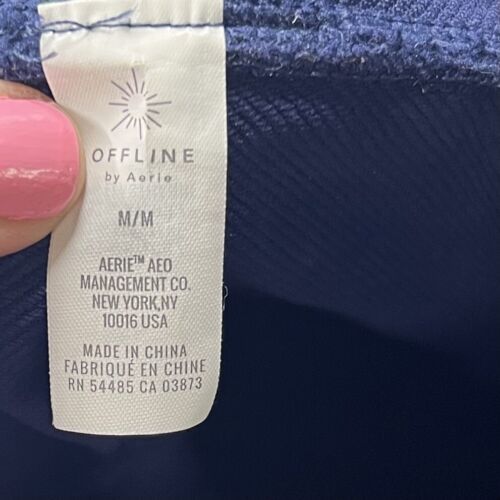 OFFLINE
by Aerie
M/M
AERIE™ AEO
MANAGEMENT CO.
NEW YORK,NY
10016 USA
MADE IN CHINA
FABRIQUÉ EN CHINE
RN 54485 CA 03873